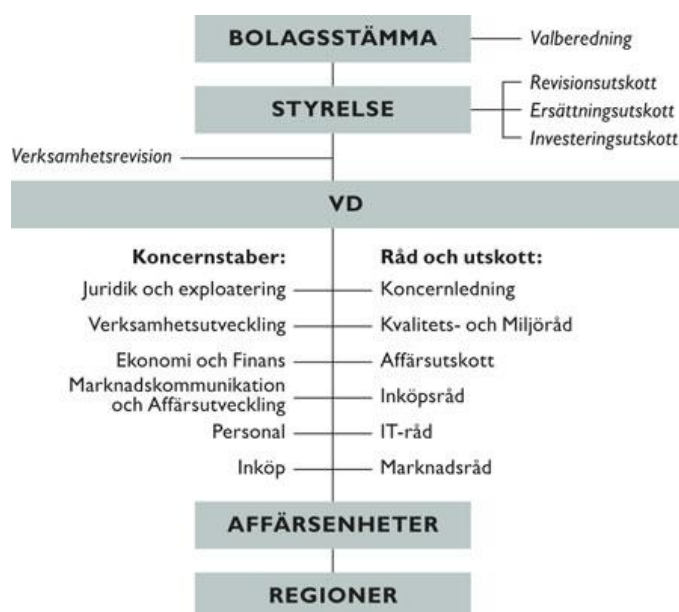 BOLAGSSTÄMMA
Valberedning
Revisionsutskott
STYRELSE
Ersättningsutskott
Investeringsutskott
Verksamhetsrevision
VD
Koncernstaber:
Råd och utskott:
Juridik och exploatering
Koncernledning
Verksamhetsutveckling
Kvalitets- och Miljöråd
Ekonomi och Finans
Affärsutskott
Marknadskommunikation
och Affärsutveckling
Inköpsråd
Personal
IT-råd
Inköp
Marknadsråd
AFFÄRSENHETER
REGIONER